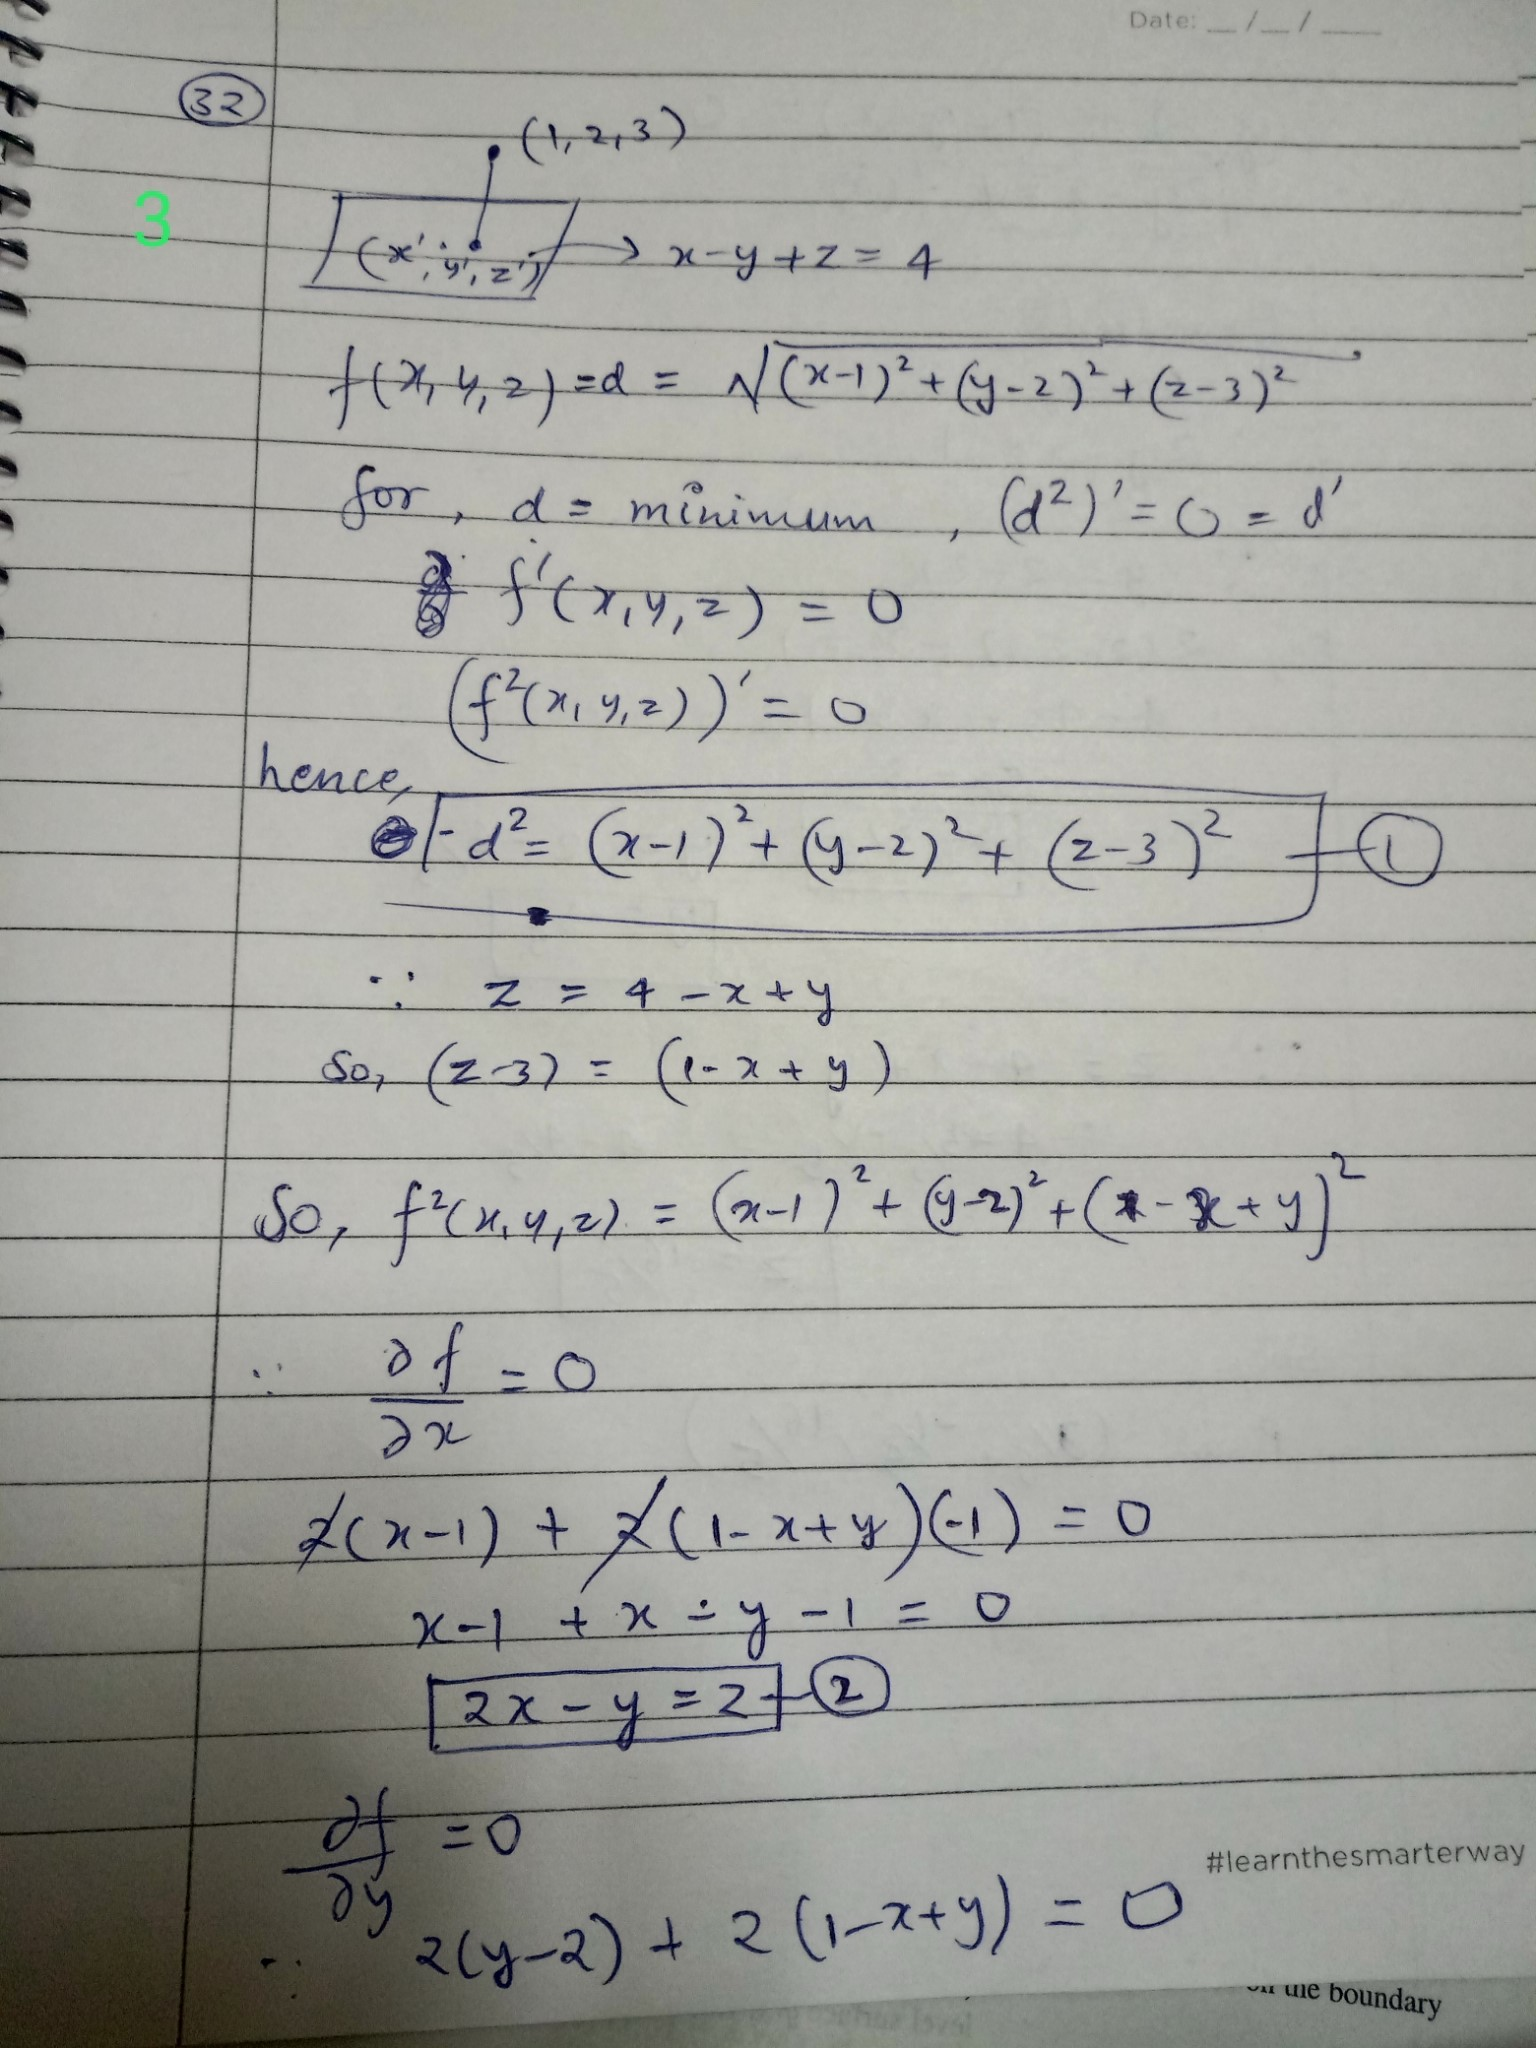 Date: __/__/____
32
(1, 2, 3)
3
(x', y', z') → x-y+z = 4
f(x, y, z) = d = √(x-1)² + (y-2)² + (z-3)²
for, d = minimum, (d²)' = 0 = d'
f'(x, y, z) = 0
(f²(x, y, z))' = 0
hence,
d² = (x-1)² + (y-2)² + (z-3)² — 1
∵ z = 4 - x + y
So, (z-3) = (1-x+y)
So, f²(x, y, z) = (x-1)² + (y-2)² + (1-x+y)²
∵ ∂f/∂x = 0
2(x-1) + 2(1-x+y)(-1) = 0
x-1 + x - y - 1 = 0
2x - y = 2 — 2
∂f/∂y = 0
#learnthesmarterway
∴ 2(y-2) + 2(1-x+y) = 0
the boundary